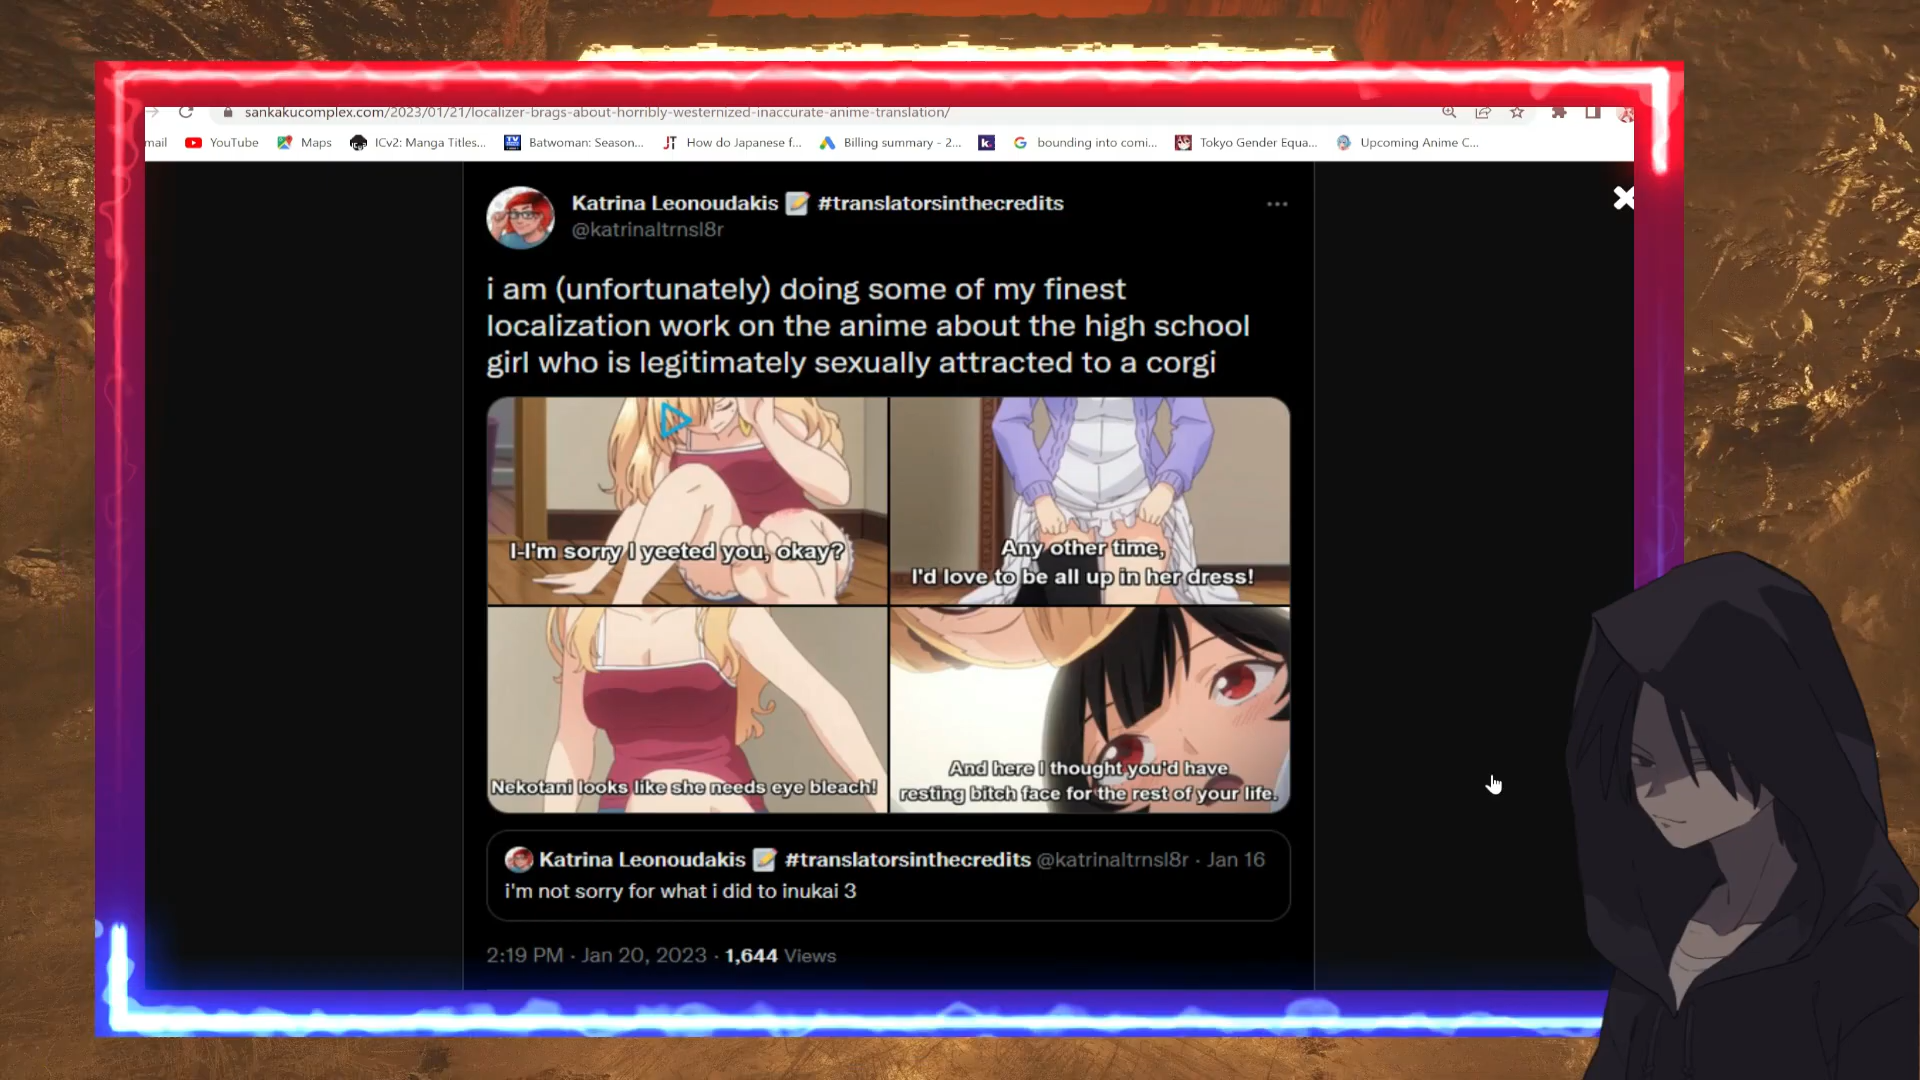 sankakucomplex.com/2023/01/21/localizer-brags-about-horribly-westernized-inaccurate-anime-translation/
mail YouTube Maps ICv2: Manga Titles... Batwoman: Season... How do Japanese f... Billing summary - 2... bounding into comi... Tokyo Gender Equa... Upcoming Anime C...
Katrina Leonoudakis 📝 #translatorsinthecredits
@katrinaltrnsl8r
i am (unfortunately) doing some of my finest
localization work on the anime about the high school
girl who is legitimately sexually attracted to a corgi
I-I'm sorry I yeeted you, okay?
Any other time,
I'd love to be all up in her dress!
Nekotani looks like she needs eye bleach!
And here I thought you'd have
resting bitch face for the rest of your life.
Katrina Leonoudakis 📝 #translatorsinthecredits @katrinaltrnsl8r · Jan 16
i'm not sorry for what i did to inukai 3
2:19 PM · Jan 20, 2023 · 1,644 Views